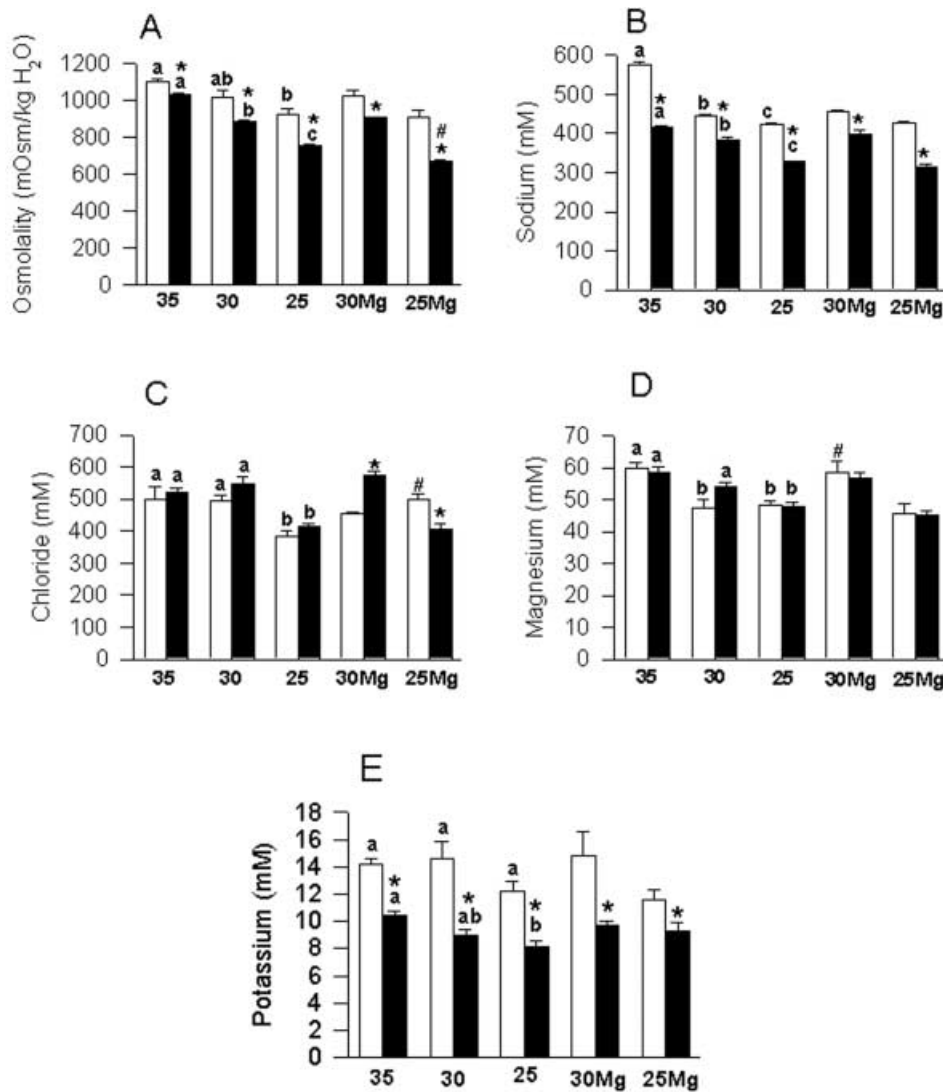 A
Osmolality (mOsm/kg H2O)
1200
1000
800
600
400
200
0
a * a
ab * b
b * c
*
# *
35 30 25 30Mg 25Mg
B
Sodium (mM)
600
500
400
300
200
100
0
a * a
b * b
c * c
*
*
35 30 25 30Mg 25Mg
C
Chloride (mM)
700
600
500
400
300
200
100
0
a a
a a
b b
*
# *
35 30 25 30Mg 25Mg
D
Magnesium (mM)
70
60
50
40
30
20
10
0
a a
b a
b b
#
35 30 25 30Mg 25Mg
E
Potassium (mM)
18
16
14
12
10
8
6
4
2
0
a * a
a * ab
a * b
*
*
35 30 25 30Mg 25Mg